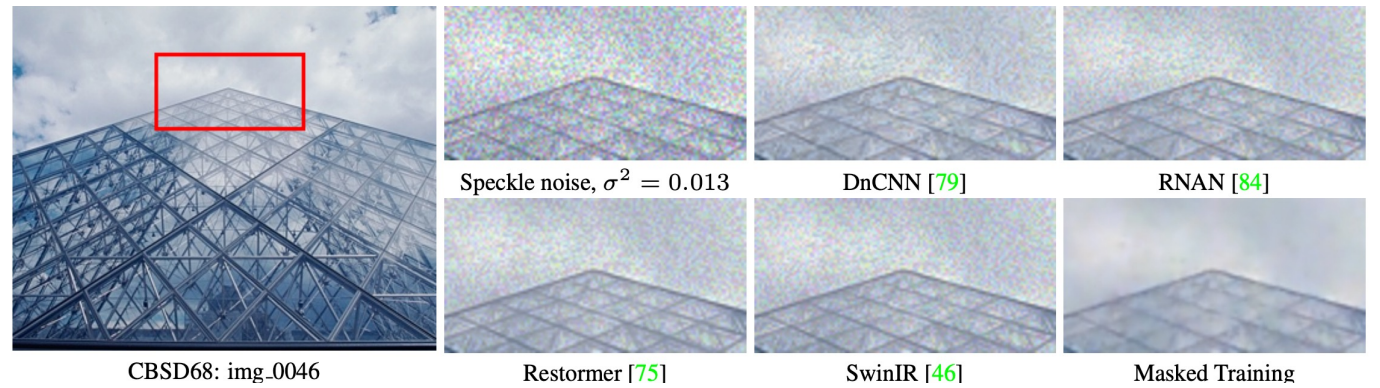 Speckle noise, σ² = 0.013
DnCNN [79]
RNAN [84]
CBSD68: img_0046
Restormer [75]
SwinIR [46]
Masked Training